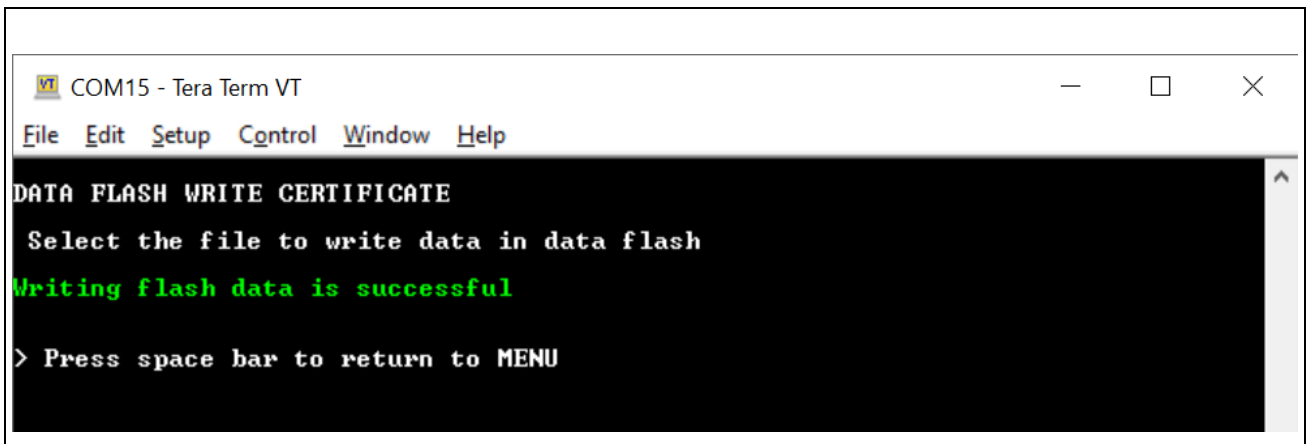 COM15 - Tera Term VT
File Edit Setup Control Window Help
DATA FLASH WRITE CERTIFICATE
Select the file to write data in data flash
Writing flash data is successful
> Press space bar to return to MENU